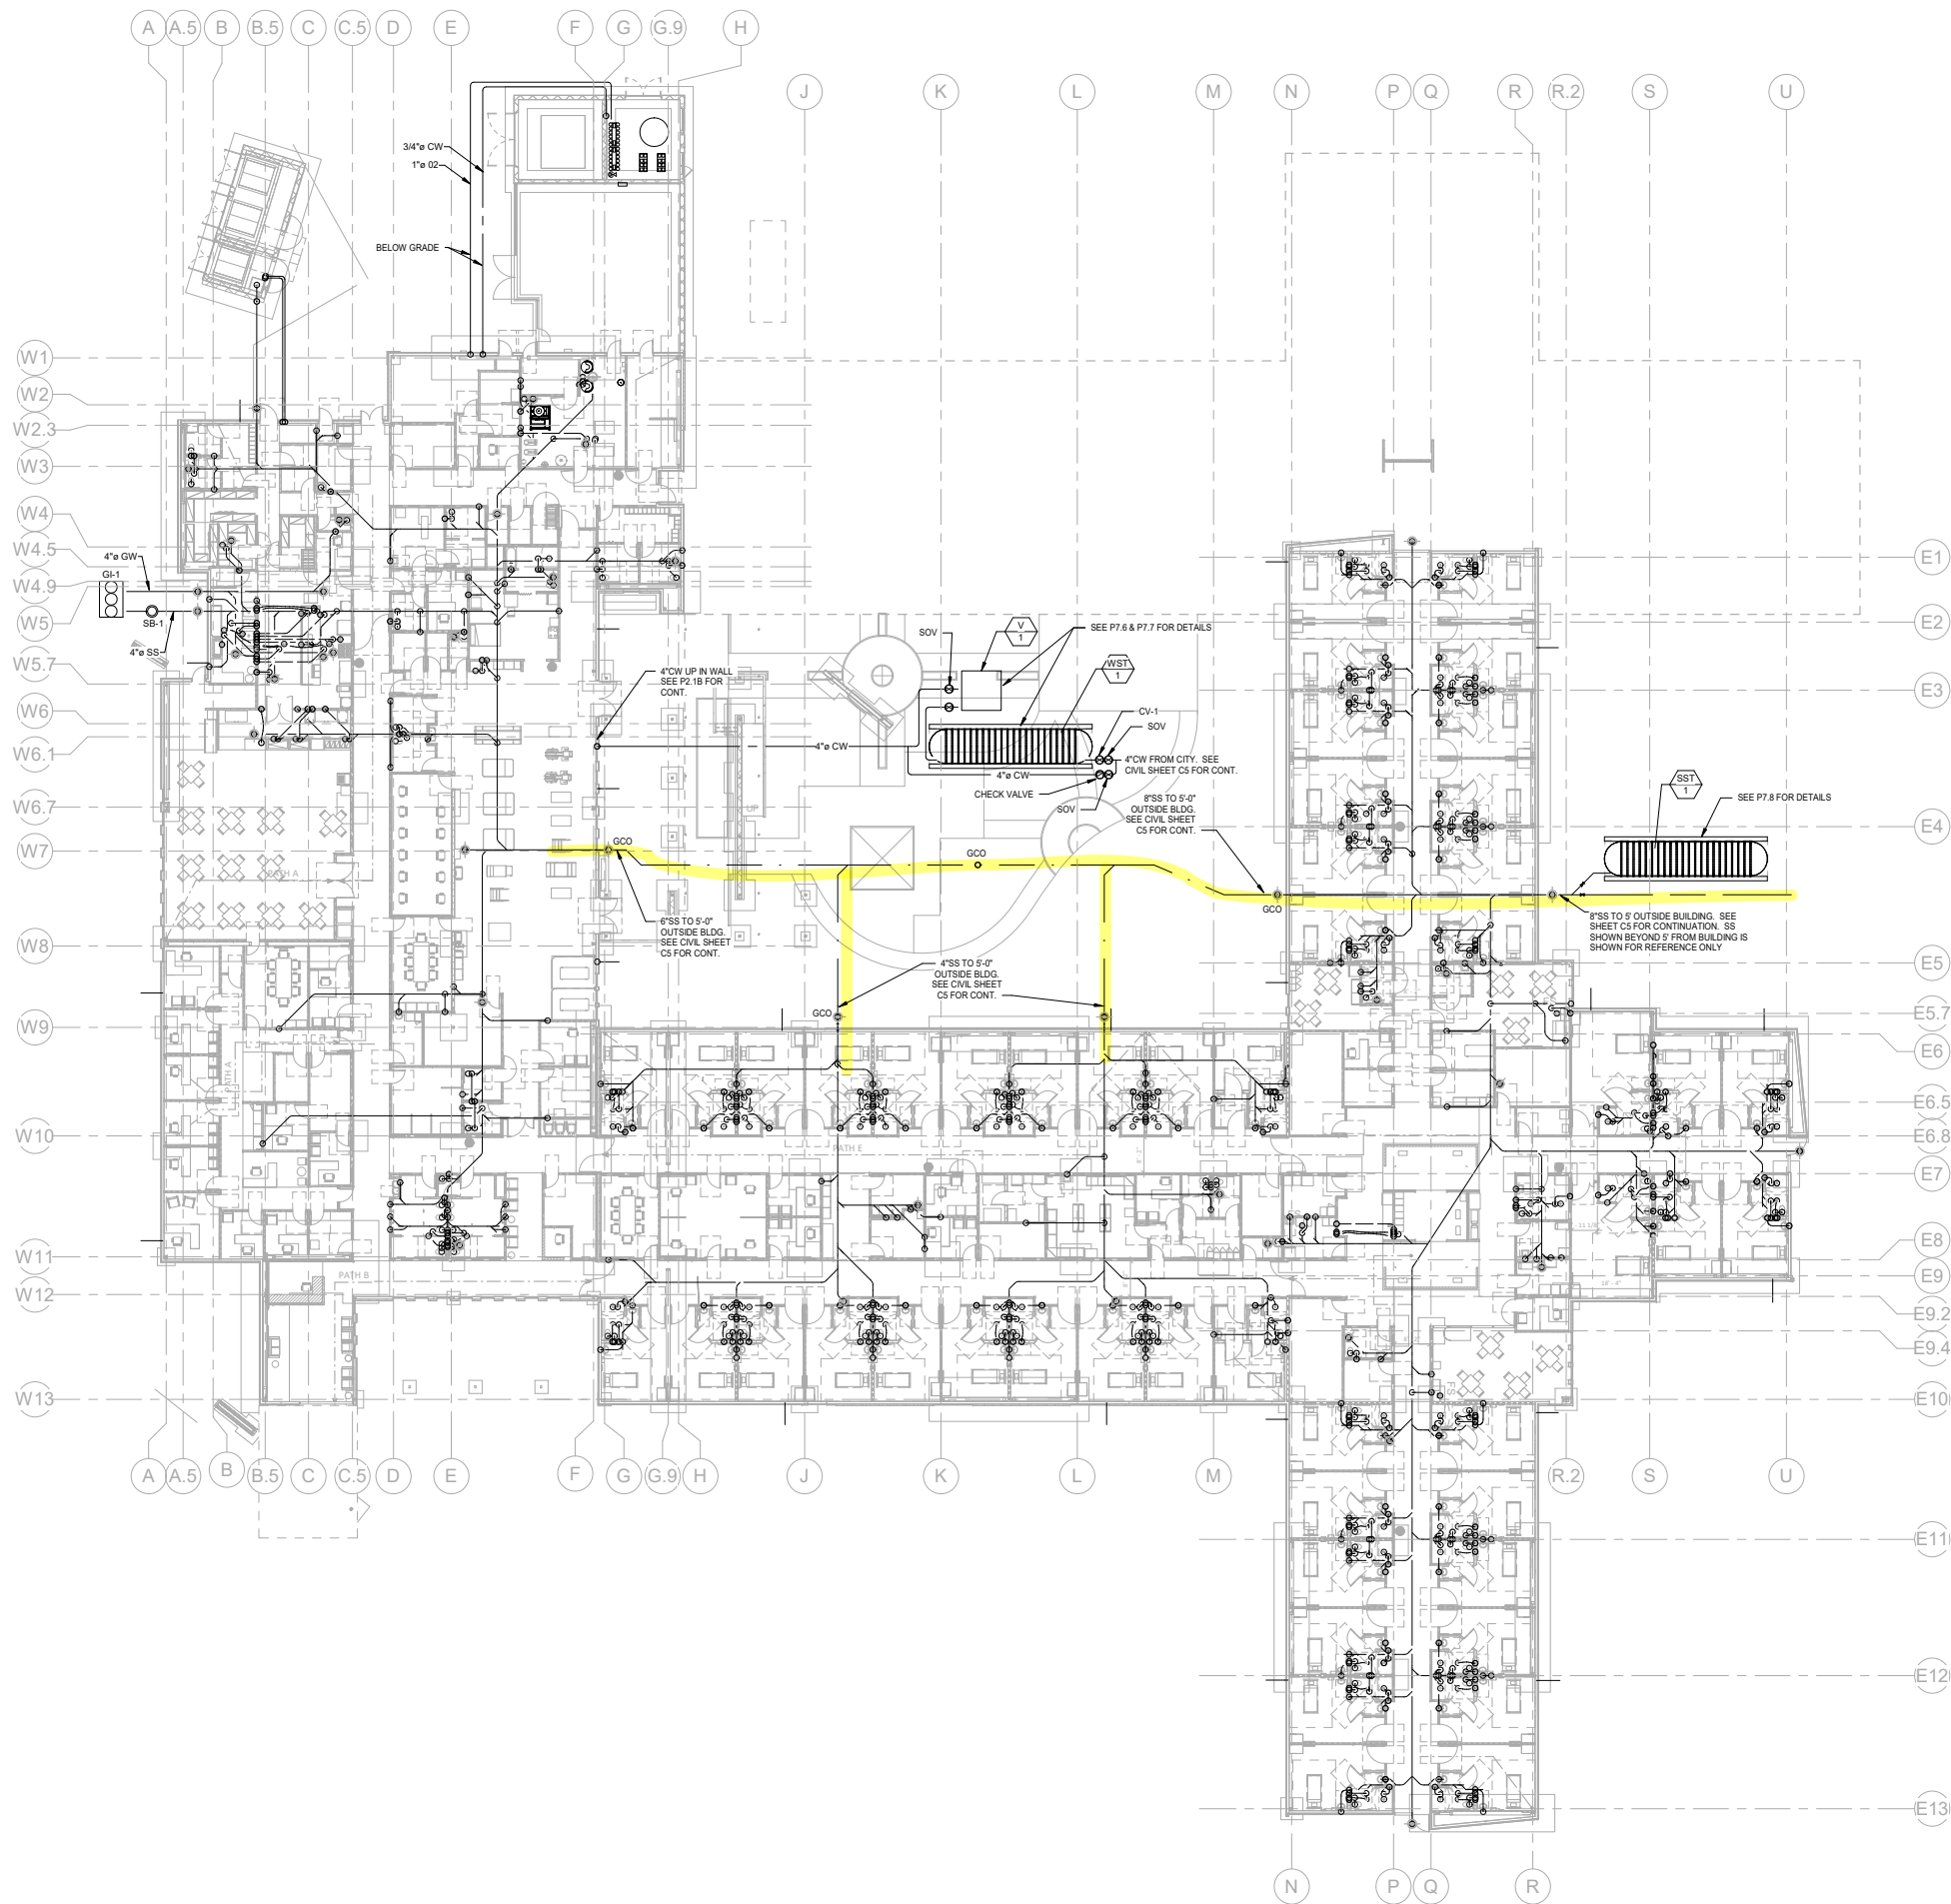 A A.5 B B.5 C C.5 D E F G G.9 H
J K L M N P Q R R.2 S U
3/4"ø CW
1"ø 02
BELOW GRADE
W1
W2
W2.3
W3
W4
W4.5
W4.9
W5
W5.7
W6
W6.1
W6.7
W7
W8
W9
W10
W11
W12
W13
4"ø GW
GI-1
SB-1
4"ø SS
4"CW UP IN WALL
SEE P2.1B FOR
CONT.
SOV
V
1
SEE P7.6 & P7.7 FOR DETAILS
WST
1
CV-1
SOV
4"ø CW
4"ø CW
4"CW FROM CITY. SEE
CIVIL SHEET C5 FOR CONT.
CHECK VALVE
SOV
8"SS TO 5'-0"
OUTSIDE BLDG.
SEE CIVIL SHEET
C5 FOR CONT.
SST
1
SEE P7.8 FOR DETAILS
GCO
GCO
GCO
6"SS TO 5'-0"
OUTSIDE BLDG.
SEE CIVIL SHEET
C5 FOR CONT.
4"SS TO 5'-0"
OUTSIDE BLDG.
SEE CIVIL SHEET
C5 FOR CONT.
GCO
8"SS TO 5' OUTSIDE BUILDING. SEE
SHEET C5 FOR CONTINUATION. SS
SHOWN BEYOND 5' FROM BUILDING IS
SHOWN FOR REFERENCE ONLY
PATH A
PATH A
PATH E
PATH B
E1
E2
E3
E4
E5
E5.7
E6
E6.5
E6.8
E7
E8
E9
E9.2
E9.4
E10
E11
E12
E13
A A.5 B B.5 C C.5 D E F G G.9 H J K L M R.2 S U
N P Q R